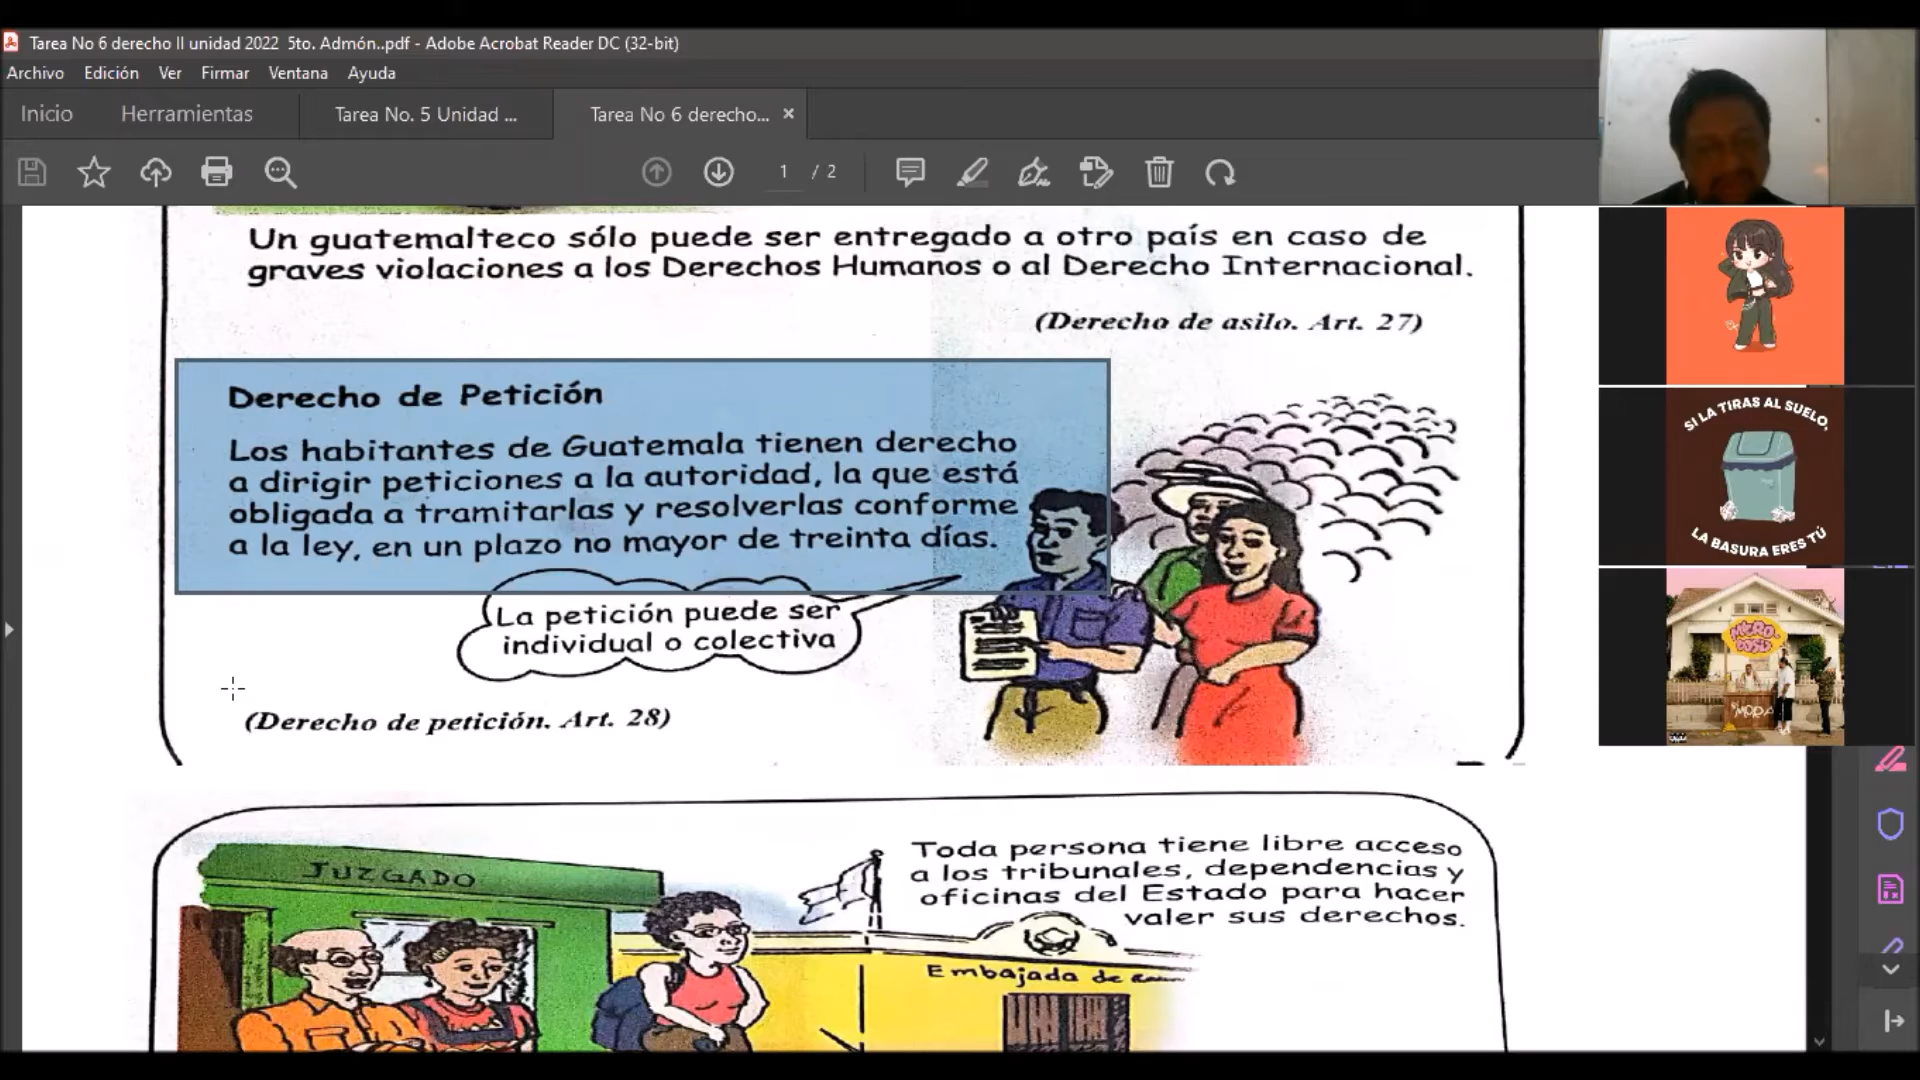 Tarea No 6 derecho II unidad 2022  5to. Admón..pdf - Adobe Acrobat Reader DC (32-bit)
Archivo Edición Ver Firmar Ventana Ayuda
Inicio Herramientas Tarea No. 5 Unidad ... Tarea No 6 derecho... ×
1 / 2
Un guatemalteco sólo puede ser entregado a otro país en caso de
graves violaciones a los Derechos Humanos o al Derecho Internacional.
(Derecho de asilo. Art. 27)
Derecho de Petición
Los habitantes de Guatemala tienen derecho
a dirigir peticiones a la autoridad, la que está
obligada a tramitarlas y resolverlas conforme
a la ley, en un plazo no mayor de treinta días.
La petición puede ser
individual o colectiva
(Derecho de petición. Art. 28)
Toda persona tiene libre acceso
a los tribunales, dependencias y
oficinas del Estado para hacer
valer sus derechos.
JUZGADO
Embajada de
SI LA TIRAS AL SUELO,
LA BASURA ERES TÚ
MICRO-
DOSIS
MODA